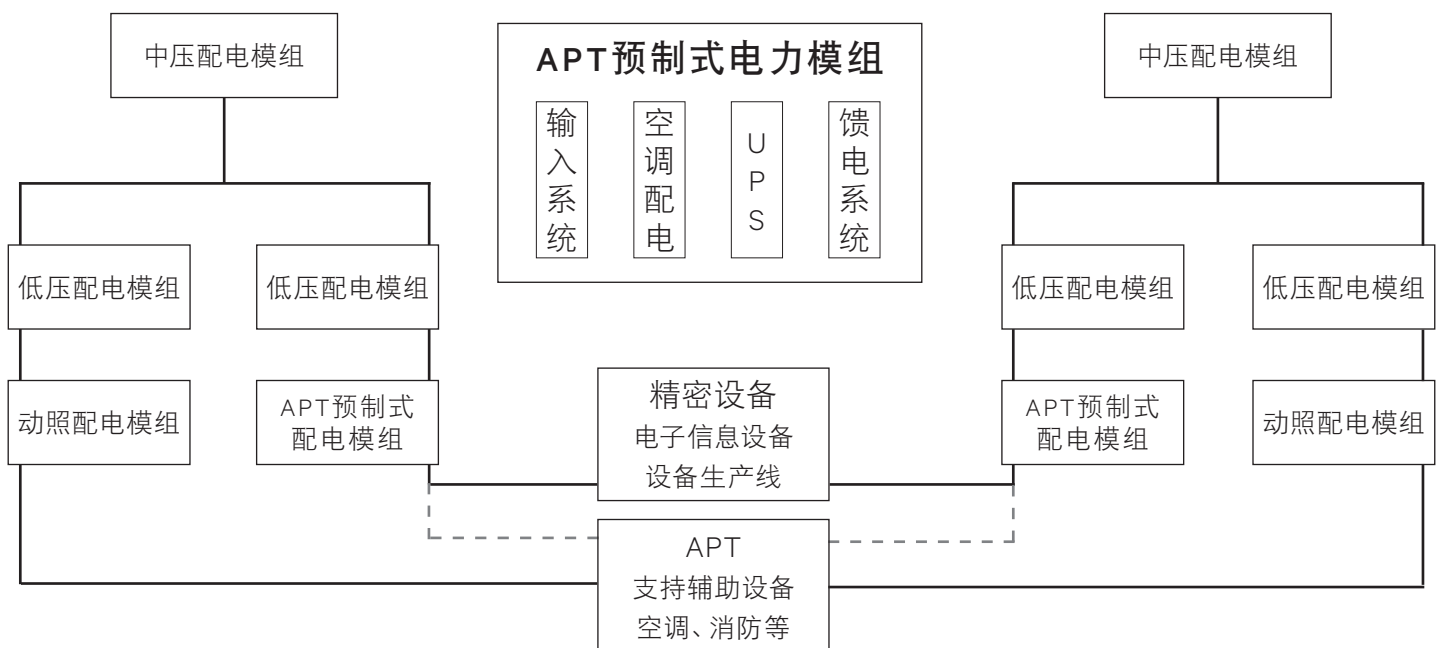 中压配电模组
APT预制式电力模组
中压配电模组
输入系统
空调配电
UPS
馈电系统
低压配电模组
低压配电模组
低压配电模组
低压配电模组
动照配电模组
APT预制式
配电模组
精密设备
电子信息设备
设备生产线
APT预制式
配电模组
动照配电模组
APT
支持辅助设备
空调、消防等